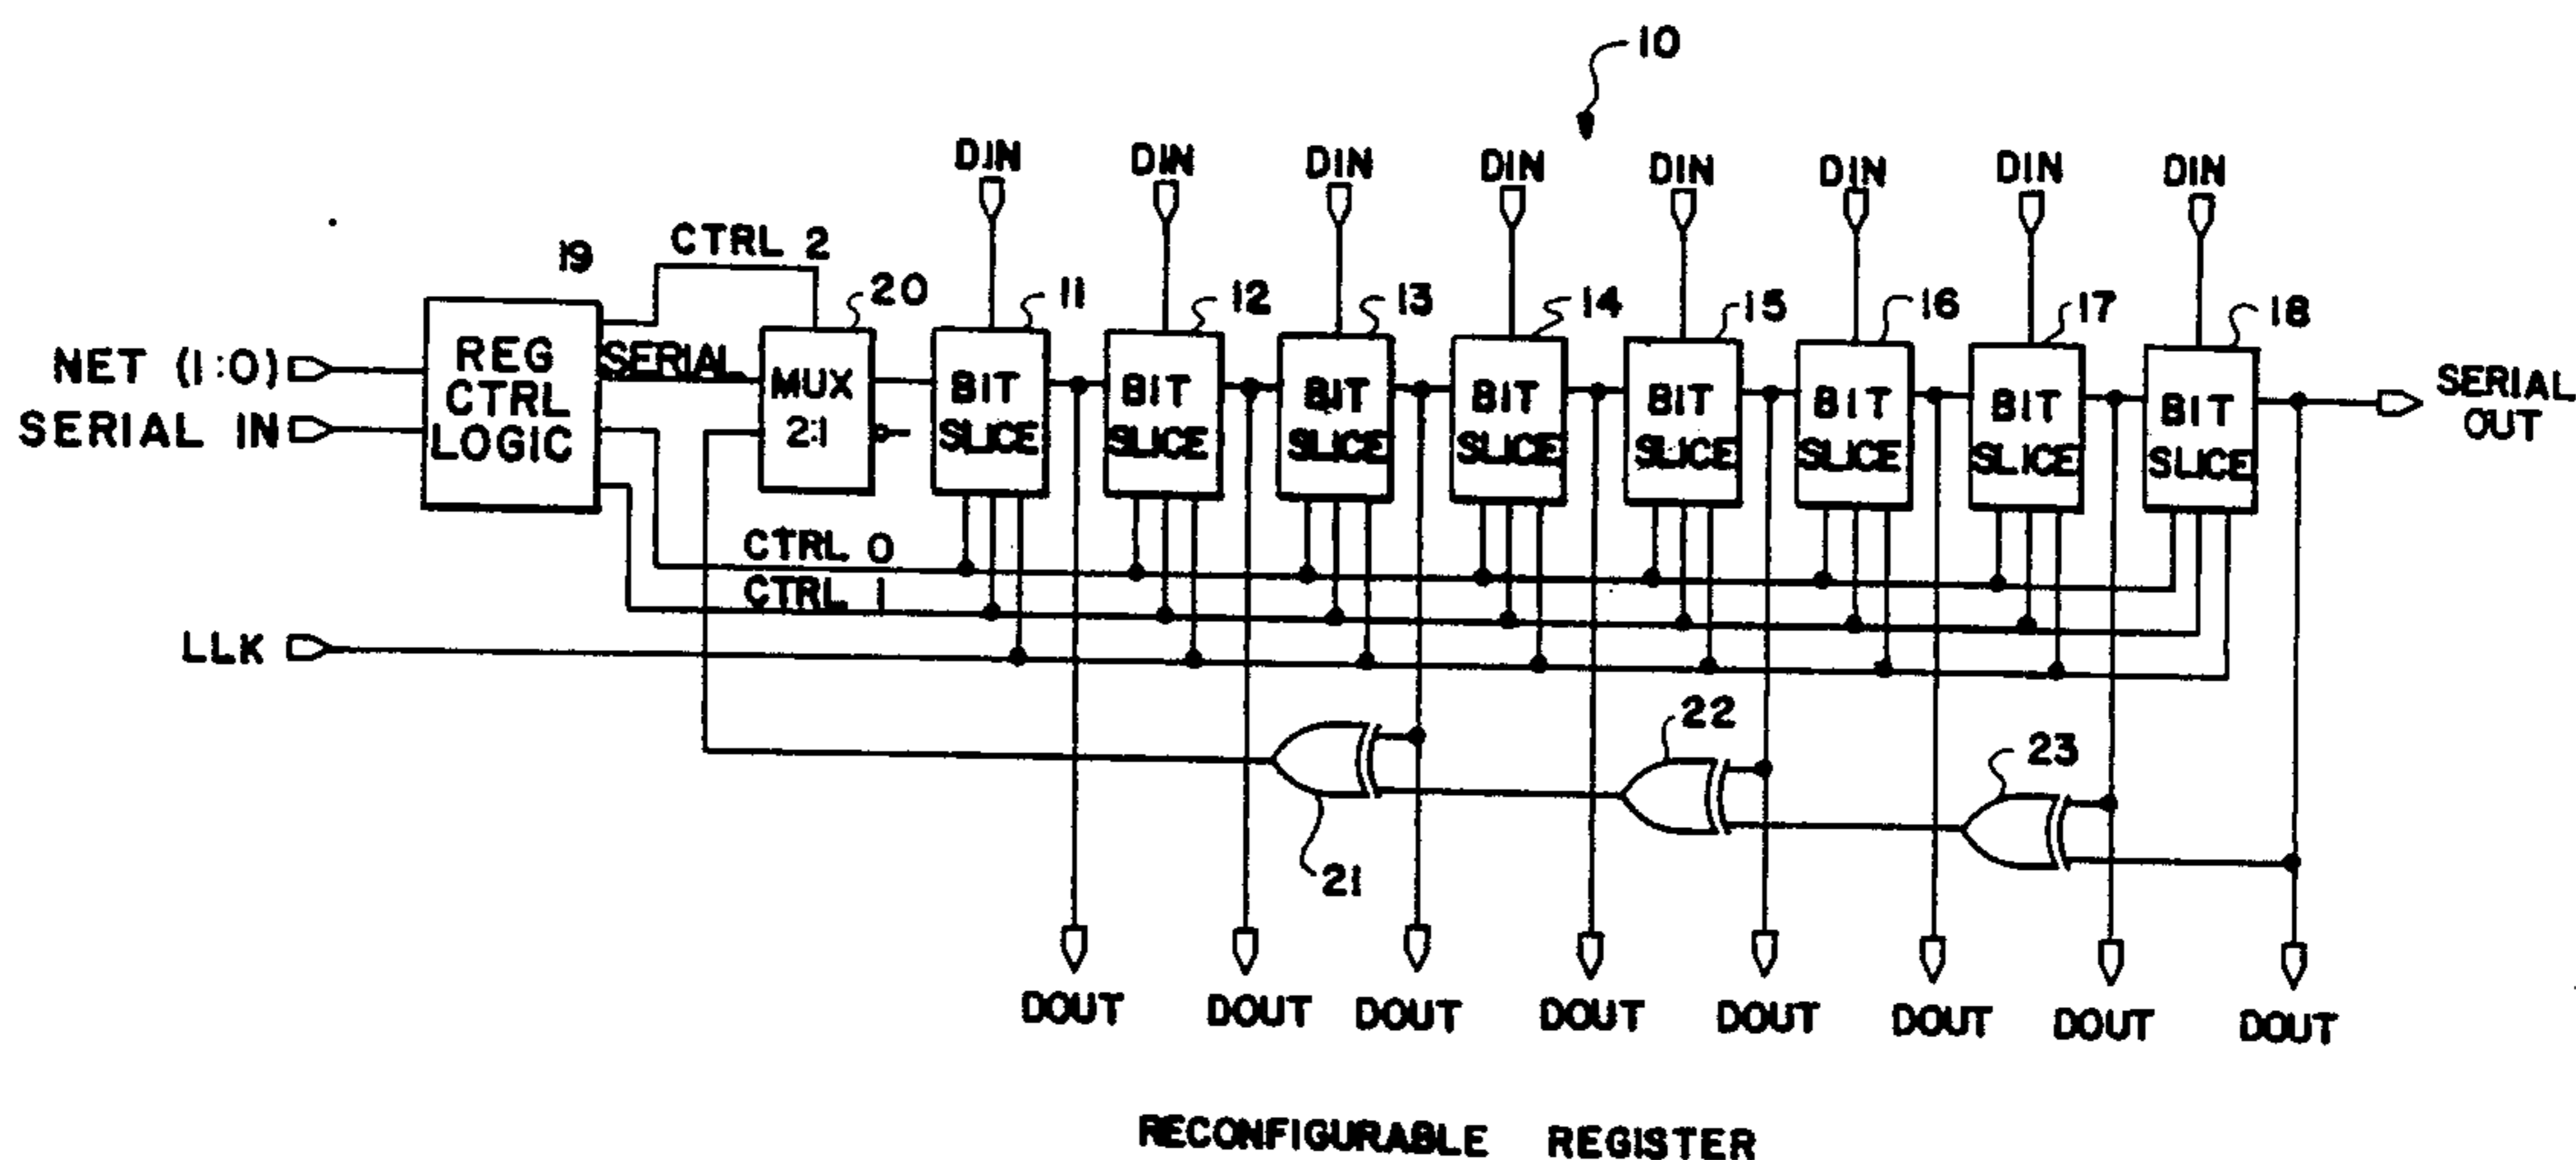 10
DIN DIN DIN DIN DIN DIN DIN DIN
19
CTRL 2
20
11
12
13
14
15
16
17
18
NET (1:0)
SERIAL IN
REG
CTRL
LOGIC
SERIAL
MUX
2:1
BIT
SLICE
BIT
SLICE
BIT
SLICE
BIT
SLICE
BIT
SLICE
BIT
SLICE
BIT
SLICE
BIT
SLICE
SERIAL
OUT
CTRL 0
CTRL 1
LLK
22
23
21
DOUT DOUT DOUT DOUT DOUT DOUT DOUT DOUT
RECONFIGURABLE REGISTER